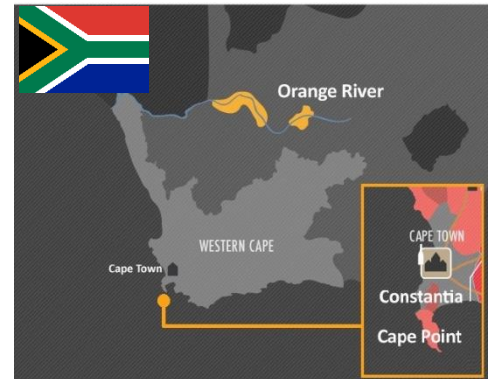 Orange River
WESTERN CAPE
Cape Town
CAPE TOWN
Constantia
Cape Point